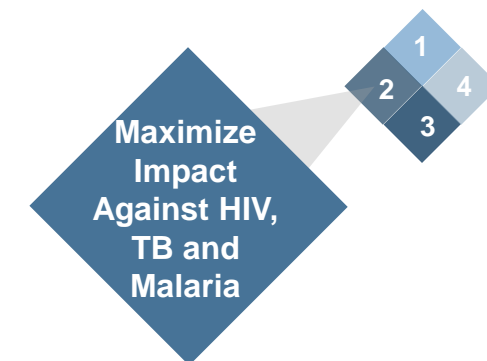 1
2
4
3
Maximize
Impact
Against HIV,
TB and
Malaria